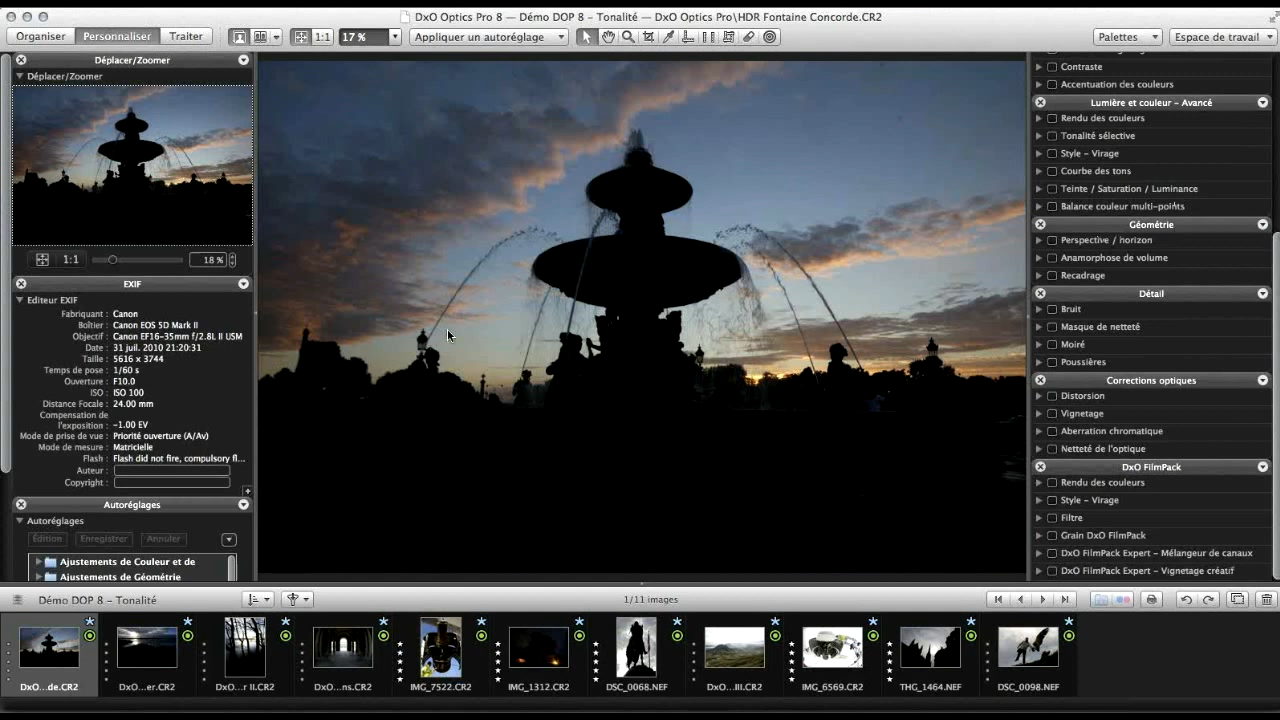 DxO Optics Pro 8 — Démo DOP 8 – Tonalité — DxO Optics Pro\HDR Fontaine Concorde.CR2
Organiser Personnaliser Traiter 1:1 17 % Appliquer un autoréglage Palettes Espace de travail
Déplacer/Zoomer
Déplacer/Zoomer
1:1 18 %
EXIF
Editeur EXIF
Fabriquant : Canon
Boîtier : Canon EOS 5D Mark II
Objectif : Canon EF16-35mm f/2.8L II USM
Date : 31 juil. 2010 21:20:31
Taille : 5616 x 3744
Temps de pose : 1/60 s
Ouverture : F10.0
ISO : ISO 100
Distance Focale : 24.00 mm
Compensation de
l'exposition : -1.00 EV
Mode de prise de vue : Priorité ouverture (A/Av)
Mode de mesure : Matricielle
Flash : Flash did not fire, compulsory fl...
Auteur :
Copyright :
Autoréglages
Autoréglages
Édition Enregistrer Annuler
Ajustements de Couleur et de
Ajustements de Géométrie
Contraste
Accentuation des couleurs
Lumière et couleur - Avancé
Rendu des couleurs
Tonalité sélective
Style - Virage
Courbe des tons
Teinte / Saturation / Luminance
Balance couleur multi-points
Géométrie
Perspective / horizon
Anamorphose de volume
Recadrage
Détail
Bruit
Masque de netteté
Moiré
Poussières
Corrections optiques
Distorsion
Vignetage
Aberration chromatique
Netteté de l'optique
DxO FilmPack
Rendu des couleurs
Style - Virage
Filtre
Grain DxO FilmPack
DxO FilmPack Expert - Mélangeur de canaux
DxO FilmPack Expert - Vignetage créatif
Démo DOP 8 - Tonalité 1/11 images
DxO...de.CR2 DxO...er.CR2 DxO...r II.CR2 DxO...ns.CR2 IMG_7522.CR2 IMG_1312.CR2 DSC_0068.NEF DxO...III.CR2 IMG_6569.CR2 THG_1464.NEF DSC_0098.NEF